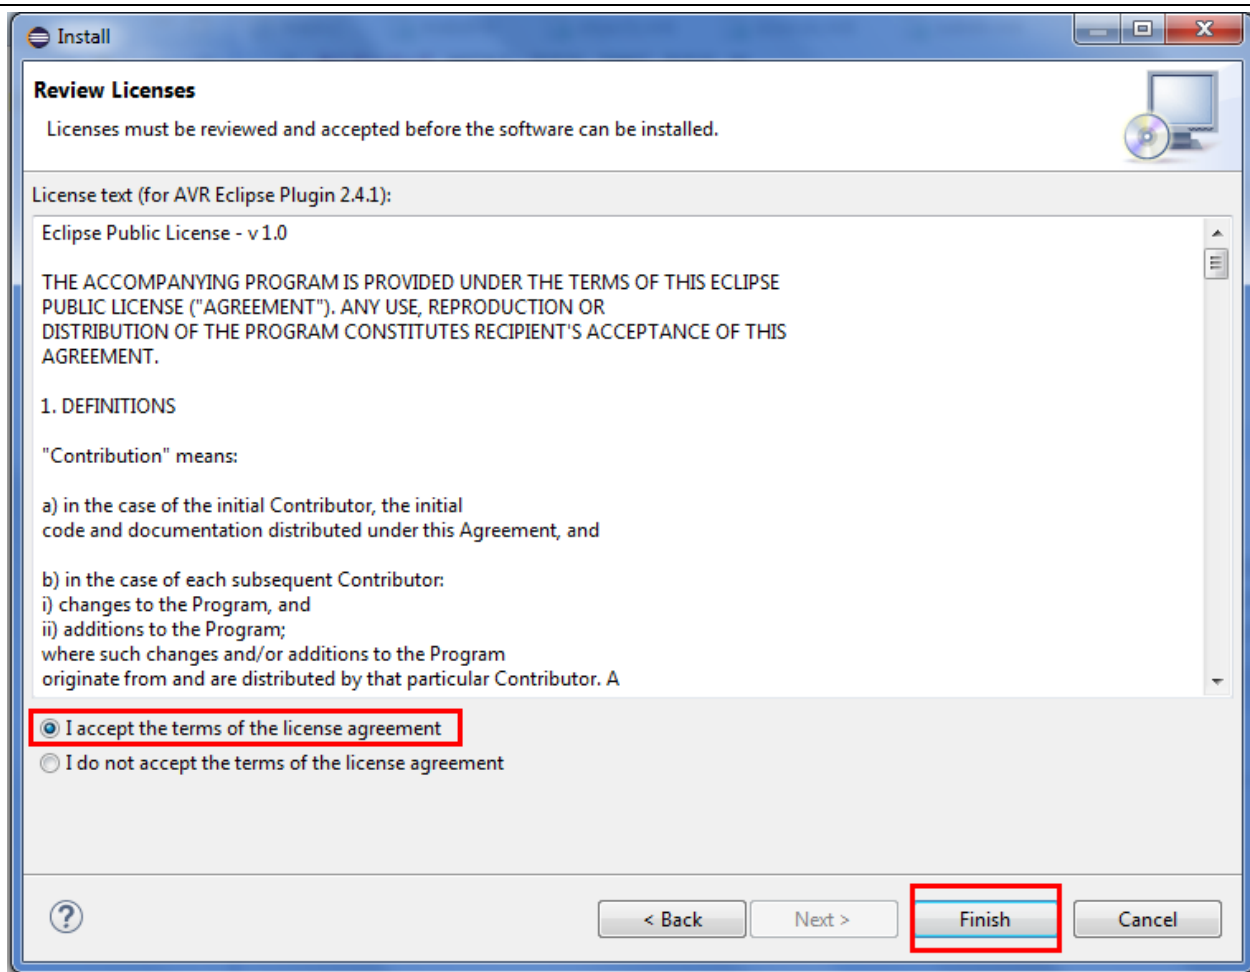 Install
Review Licenses
Licenses must be reviewed and accepted before the software can be installed.
License text (for AVR Eclipse Plugin 2.4.1):
Eclipse Public License - v 1.0
THE ACCOMPANYING PROGRAM IS PROVIDED UNDER THE TERMS OF THIS ECLIPSE
PUBLIC LICENSE ("AGREEMENT"). ANY USE, REPRODUCTION OR
DISTRIBUTION OF THE PROGRAM CONSTITUTES RECIPIENT'S ACCEPTANCE OF THIS
AGREEMENT.
1. DEFINITIONS
"Contribution" means:
a) in the case of the initial Contributor, the initial
code and documentation distributed under this Agreement, and
b) in the case of each subsequent Contributor:
i) changes to the Program, and
ii) additions to the Program;
where such changes and/or additions to the Program
originate from and are distributed by that particular Contributor. A
I accept the terms of the license agreement
I do not accept the terms of the license agreement
? < Back Next > Finish Cancel